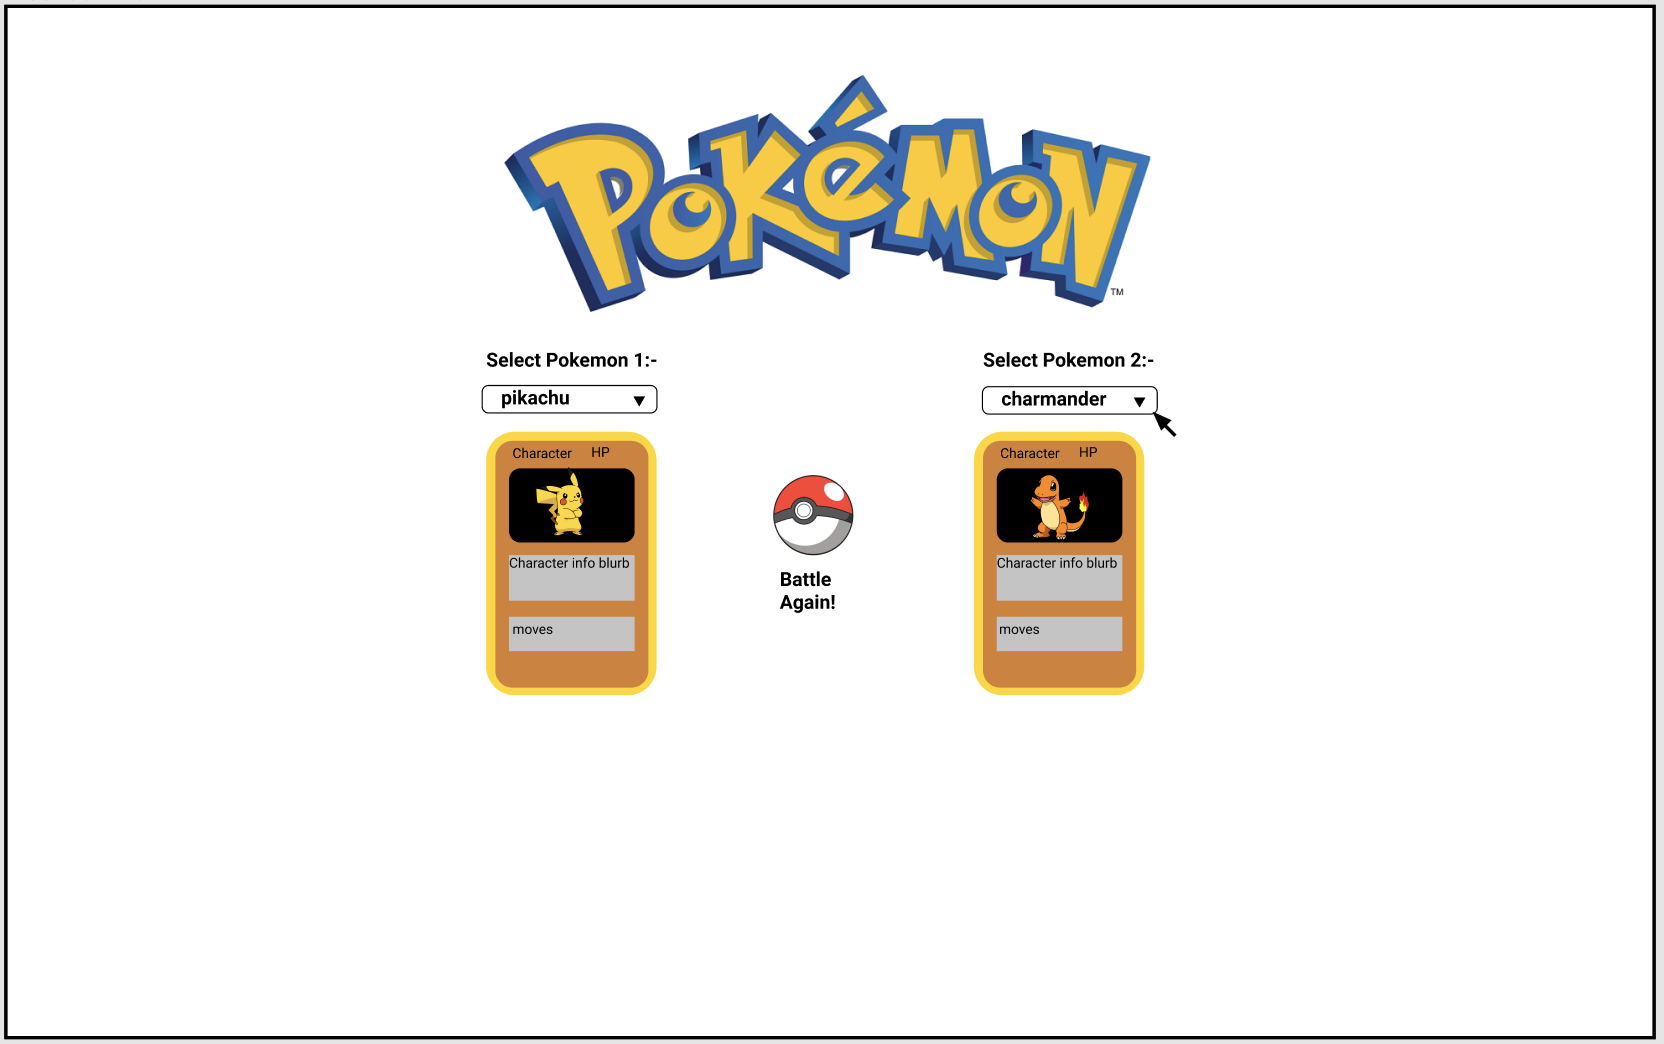 POKéMON
TM
Select Pokemon 1:-
Select Pokemon 2:-
pikachu
charmander
Character HP
Character info blurb
moves
Battle
Again!
Character HP
Character info blurb
moves